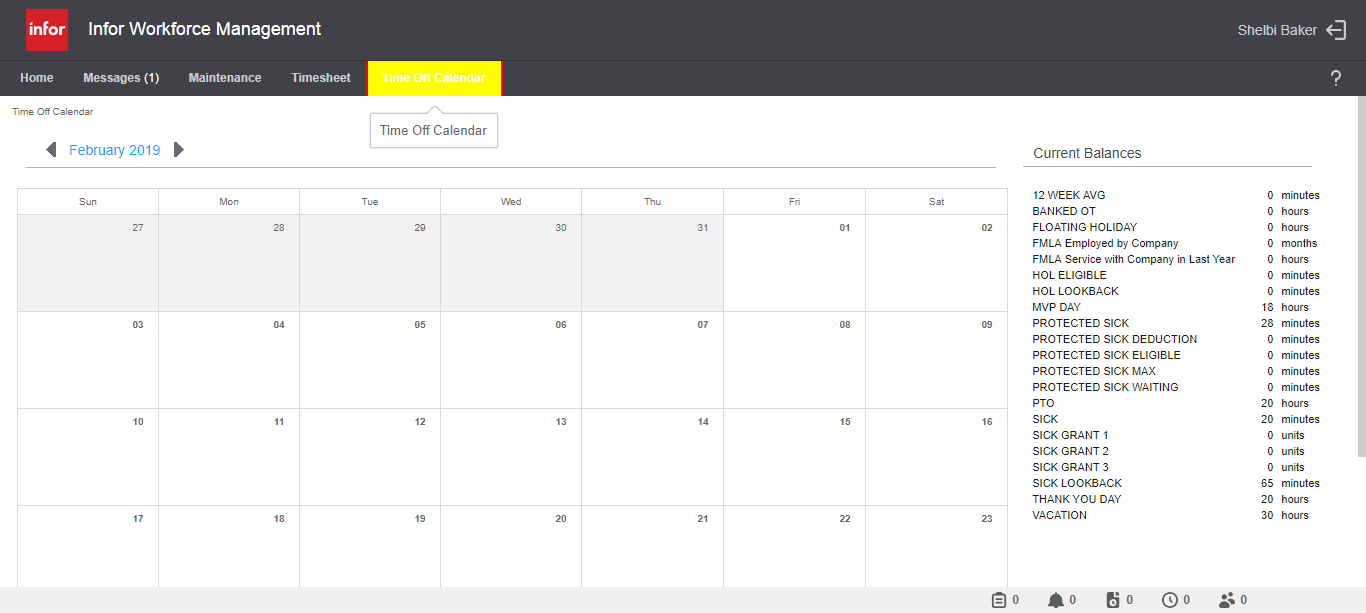 infor Infor Workforce Management Shelbi Baker
Home Messages (1) Maintenance Timesheet Time Off Calendar ?
Time Off Calendar
Time Off Calendar
February 2019
Sun Mon Tue Wed Thu Fri Sat
27 28 29 30 31 01 02
03 04 05 06 07 08 09
10 11 12 13 14 15 16
17 18 19 20 21 22 23
Current Balances
12 WEEK AVG 0 minutes
BANKED OT 0 hours
FLOATING HOLIDAY 0 hours
FMLA Employed by Company 0 months
FMLA Service with Company in Last Year 0 hours
HOL ELIGIBLE 0 minutes
HOL LOOKBACK 0 minutes
MVP DAY 18 hours
PROTECTED SICK 28 minutes
PROTECTED SICK DEDUCTION 0 minutes
PROTECTED SICK ELIGIBLE 0 minutes
PROTECTED SICK MAX 0 minutes
PROTECTED SICK WAITING 0 minutes
PTO 20 hours
SICK 20 minutes
SICK GRANT 1 0 units
SICK GRANT 2 0 units
SICK GRANT 3 0 units
SICK LOOKBACK 65 minutes
THANK YOU DAY 20 hours
VACATION 30 hours
0 0 0 0 0